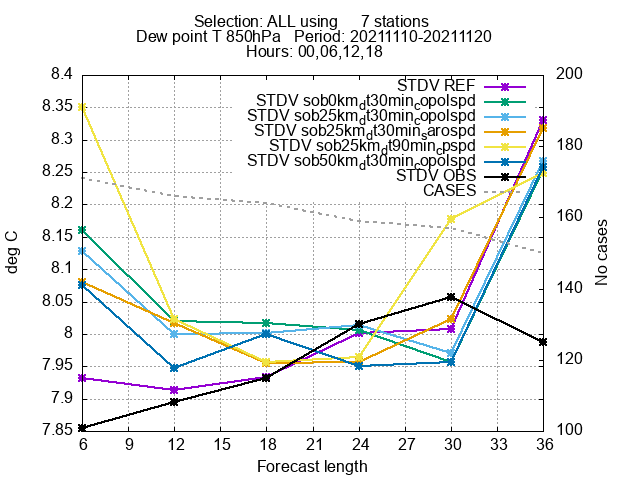 Selection: ALL using 7 stations
Dew point T 850hPa Period: 20211110-20211120
Hours: 00,06,12,18
8.4
8.35
8.3
8.25
8.2
8.15
8.1
8.05
8
7.95
7.9
7.85
deg C
STDV REF
STDV sob0km_dt30min_copolspd
STDV sob25km_dt30min_copolspd
STDV sob25km_dt30min_sarospd
STDV sob25km_dt90min_cpspd
STDV sob50km_dt30min_copolspd
STDV OBS
CASES
200
180
160
140
120
100
No cases
6 9 12 15 18 21 24 27 30 33 36
Forecast length